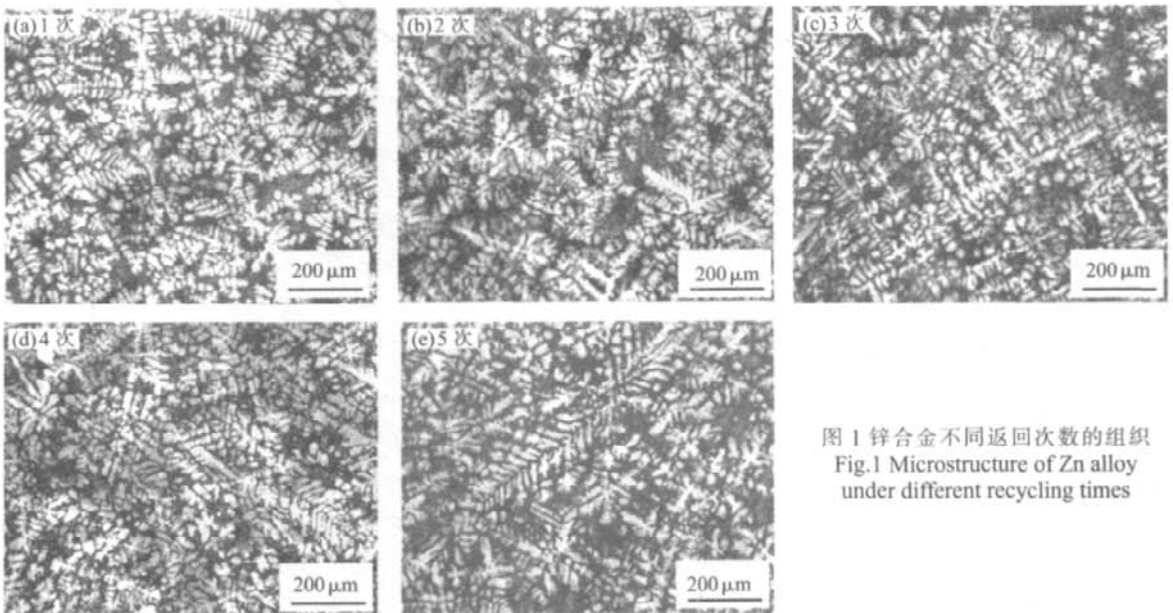 (a)1 次
(b)2 次
(c)3 次
200 μm
200 μm
200 μm
(d)4 次
(e)5 次
200 μm
200 μm
图 1 锌合金不同返回次数的组织
Fig.1 Microstructure of Zn alloy
under different recycling times